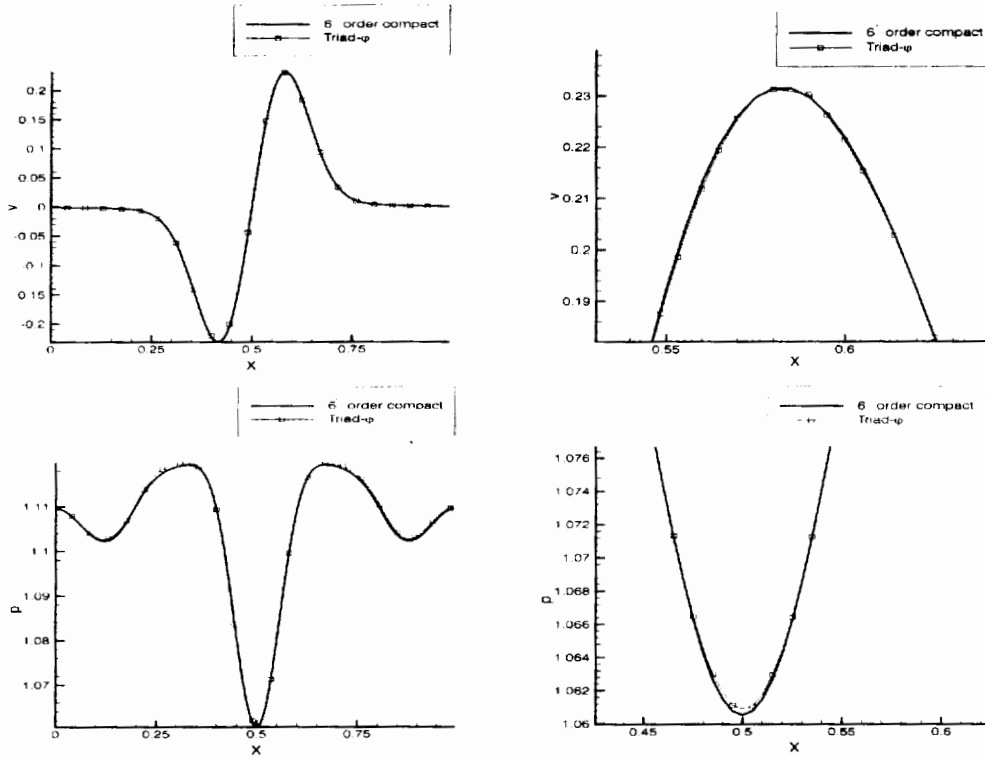 6 order compact
Triad-φ
0.2
0.15
0.1
0.05
0
-0.05
-0.1
0.15
-0.2
v
0
0.25
0.5
0.75
X
6 order compact
Triad-φ
0.23
0.22
0.21
0.2
0.19
v
0.55
0.6
X
6 order compact
Triad-φ
1.11
1.1
1.09
1.08
1.07
p
0
0.25
0.5
0.75
X
6 order compact
Triad-φ
1.076
1.074
1.072
1.07
1.068
1.066
1.064
1.062
1.06
p
0.45
0.5
0.55
0.6
X